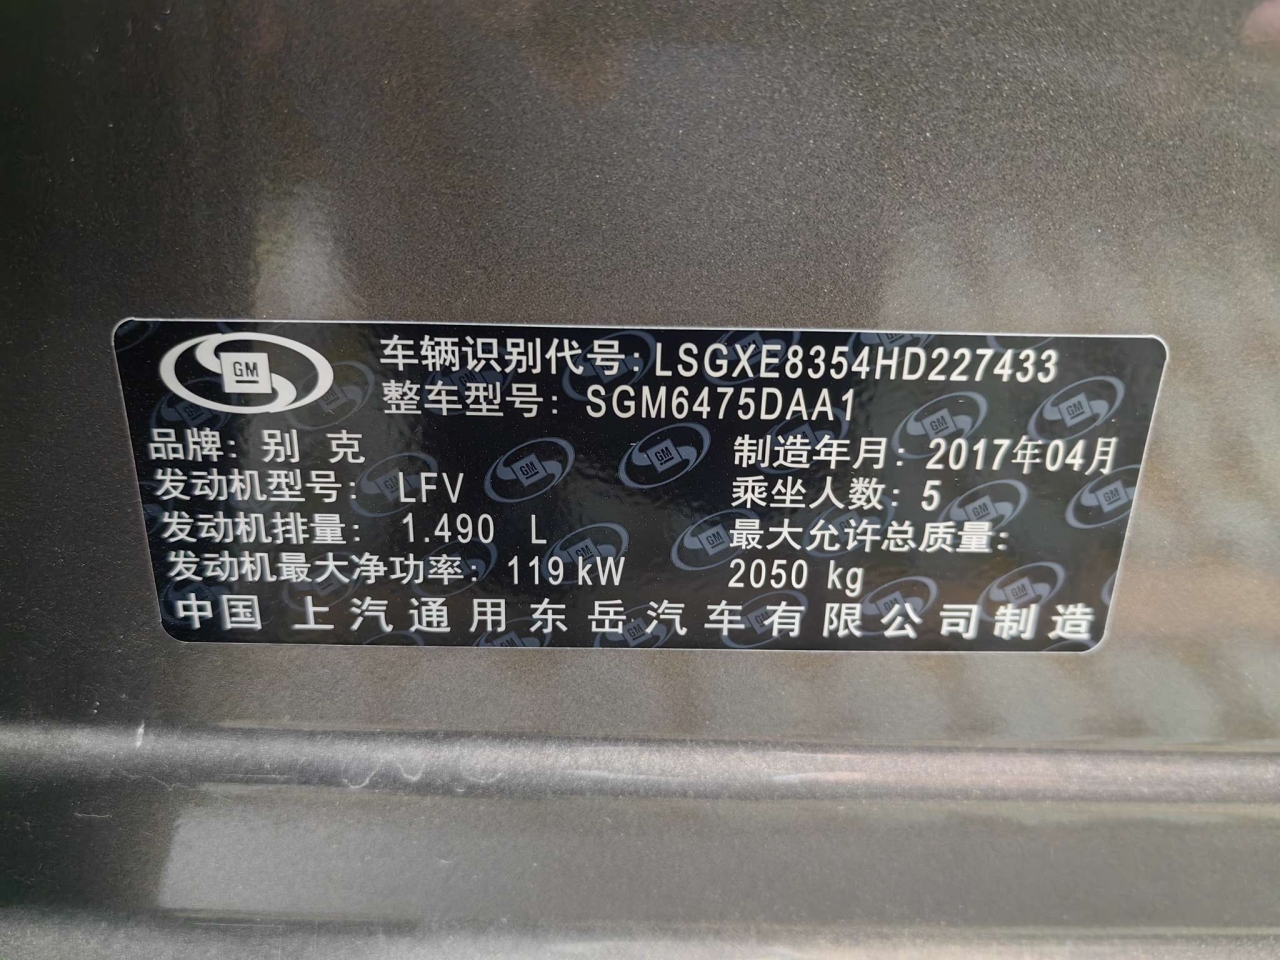 GM
车辆识别代号: LSGXE8354HD227433
整车型号: SGM6475DAA1
品牌: 别 克
制造年月: 2017年04月
发动机型号: LFV
乘坐人数: 5
发动机排量: 1.490 L
最大允许总质量:
发动机最大净功率: 119 kW
2050 kg
中国 上汽通用东岳汽车有限公司制造